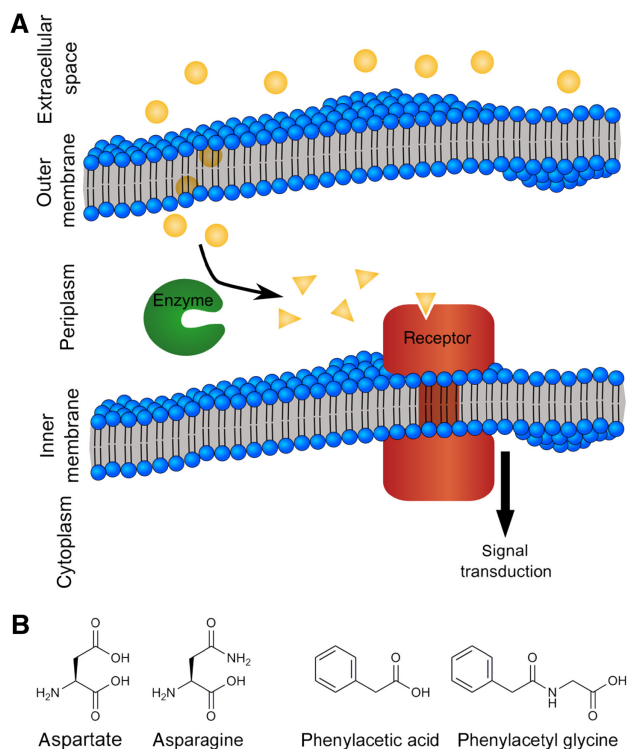 A
Extracellular
space
Outer
membrane
Periplasm
Enzyme
Receptor
Inner
membrane
Cytoplasm
Signal
transduction
B
O
OH
OH
H2N
O
Aspartate
O
NH2
OH
H2N
O
Asparagine
O
OH
Phenylacetic acid
O
N
H
OH
O
Phenylacetyl glycine